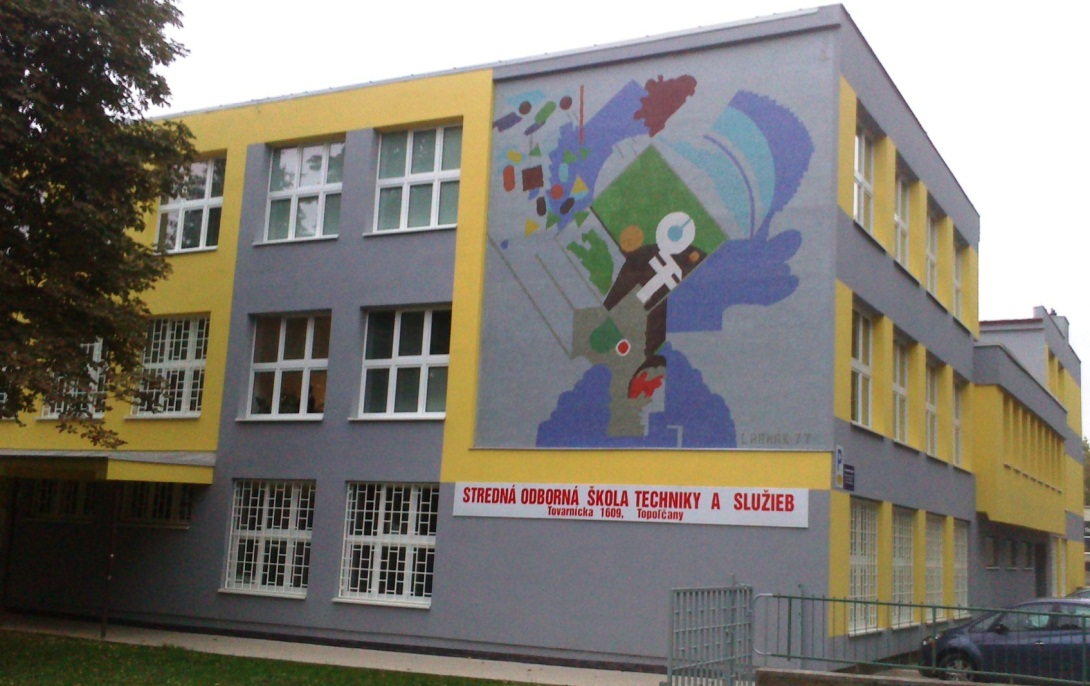 STREDNÁ ODBORNÁ ŠKOLA TECHNIKY A SLUŽIEB
Tovarnícka 1609, Topoľčany
P